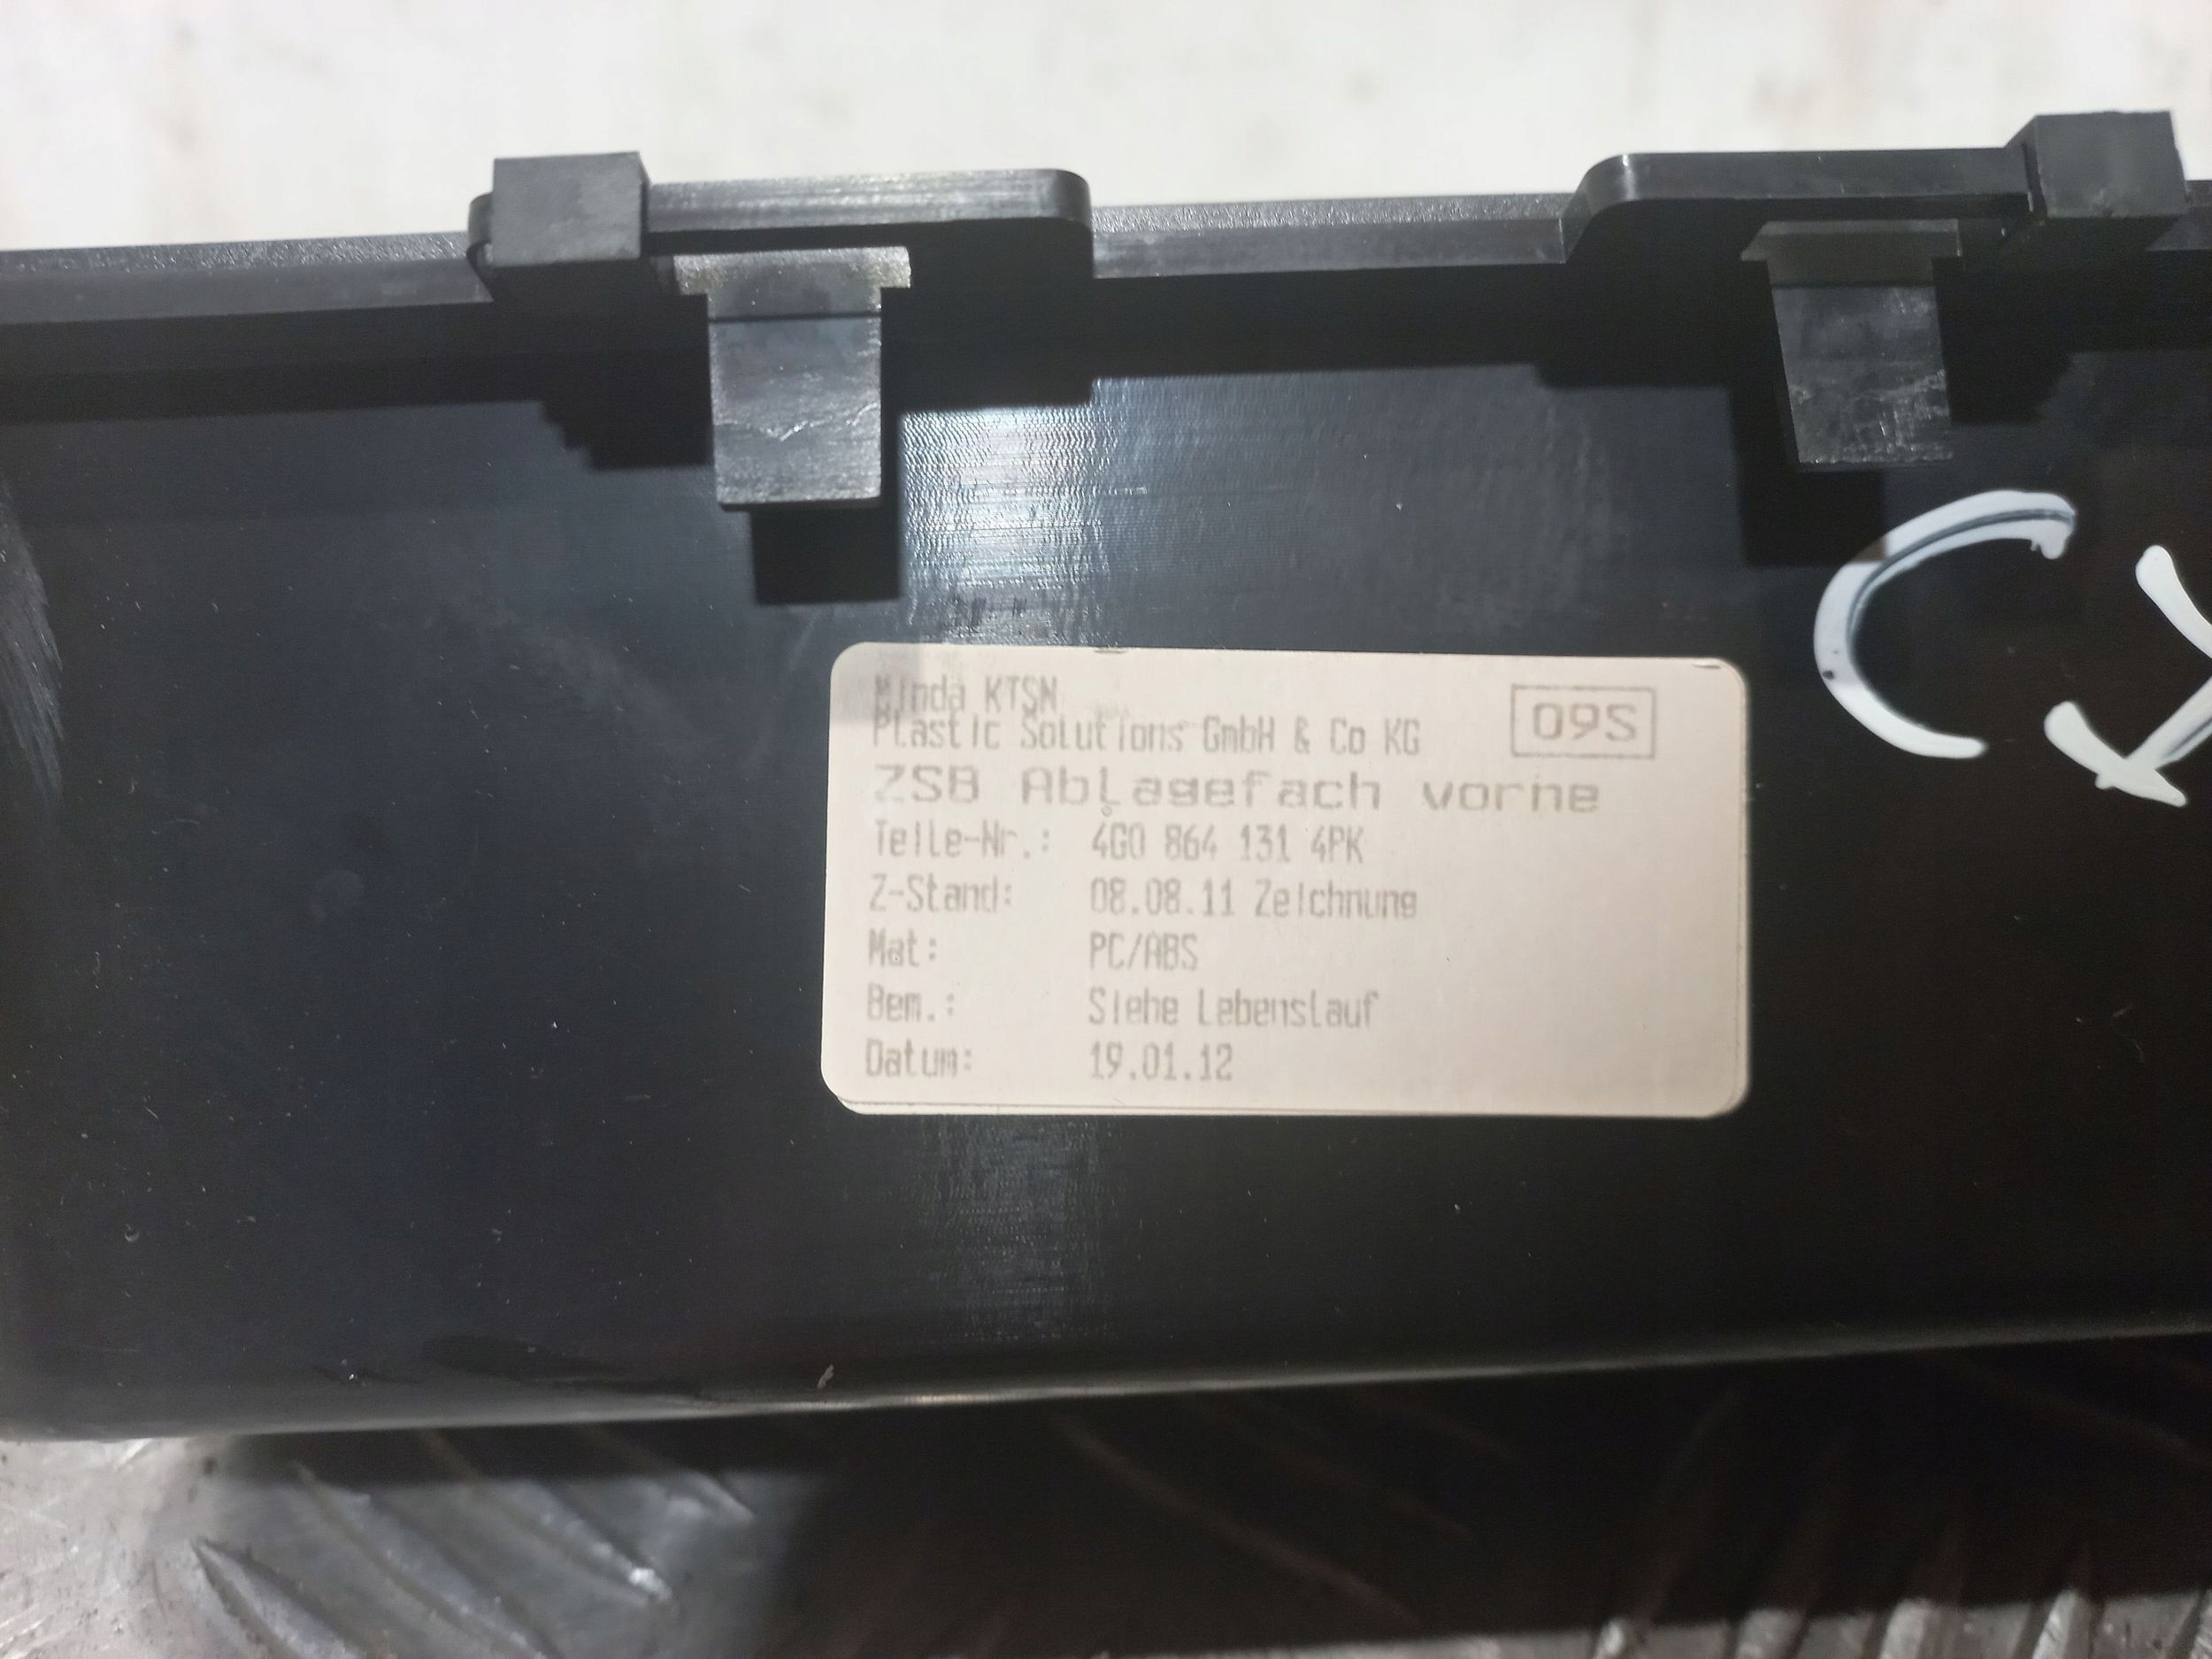 Minda KTSN
Plastic Solutions GmbH & Co KG
09S
ZSB Ablagefach vorne
Teile-Nr.: 4G0 864 131 4PK
Z-Stand: 08.08.11 Zeichnung
Mat: PC/ABS
Bem.: Siehe Lebenslauf
Datum: 19.01.12